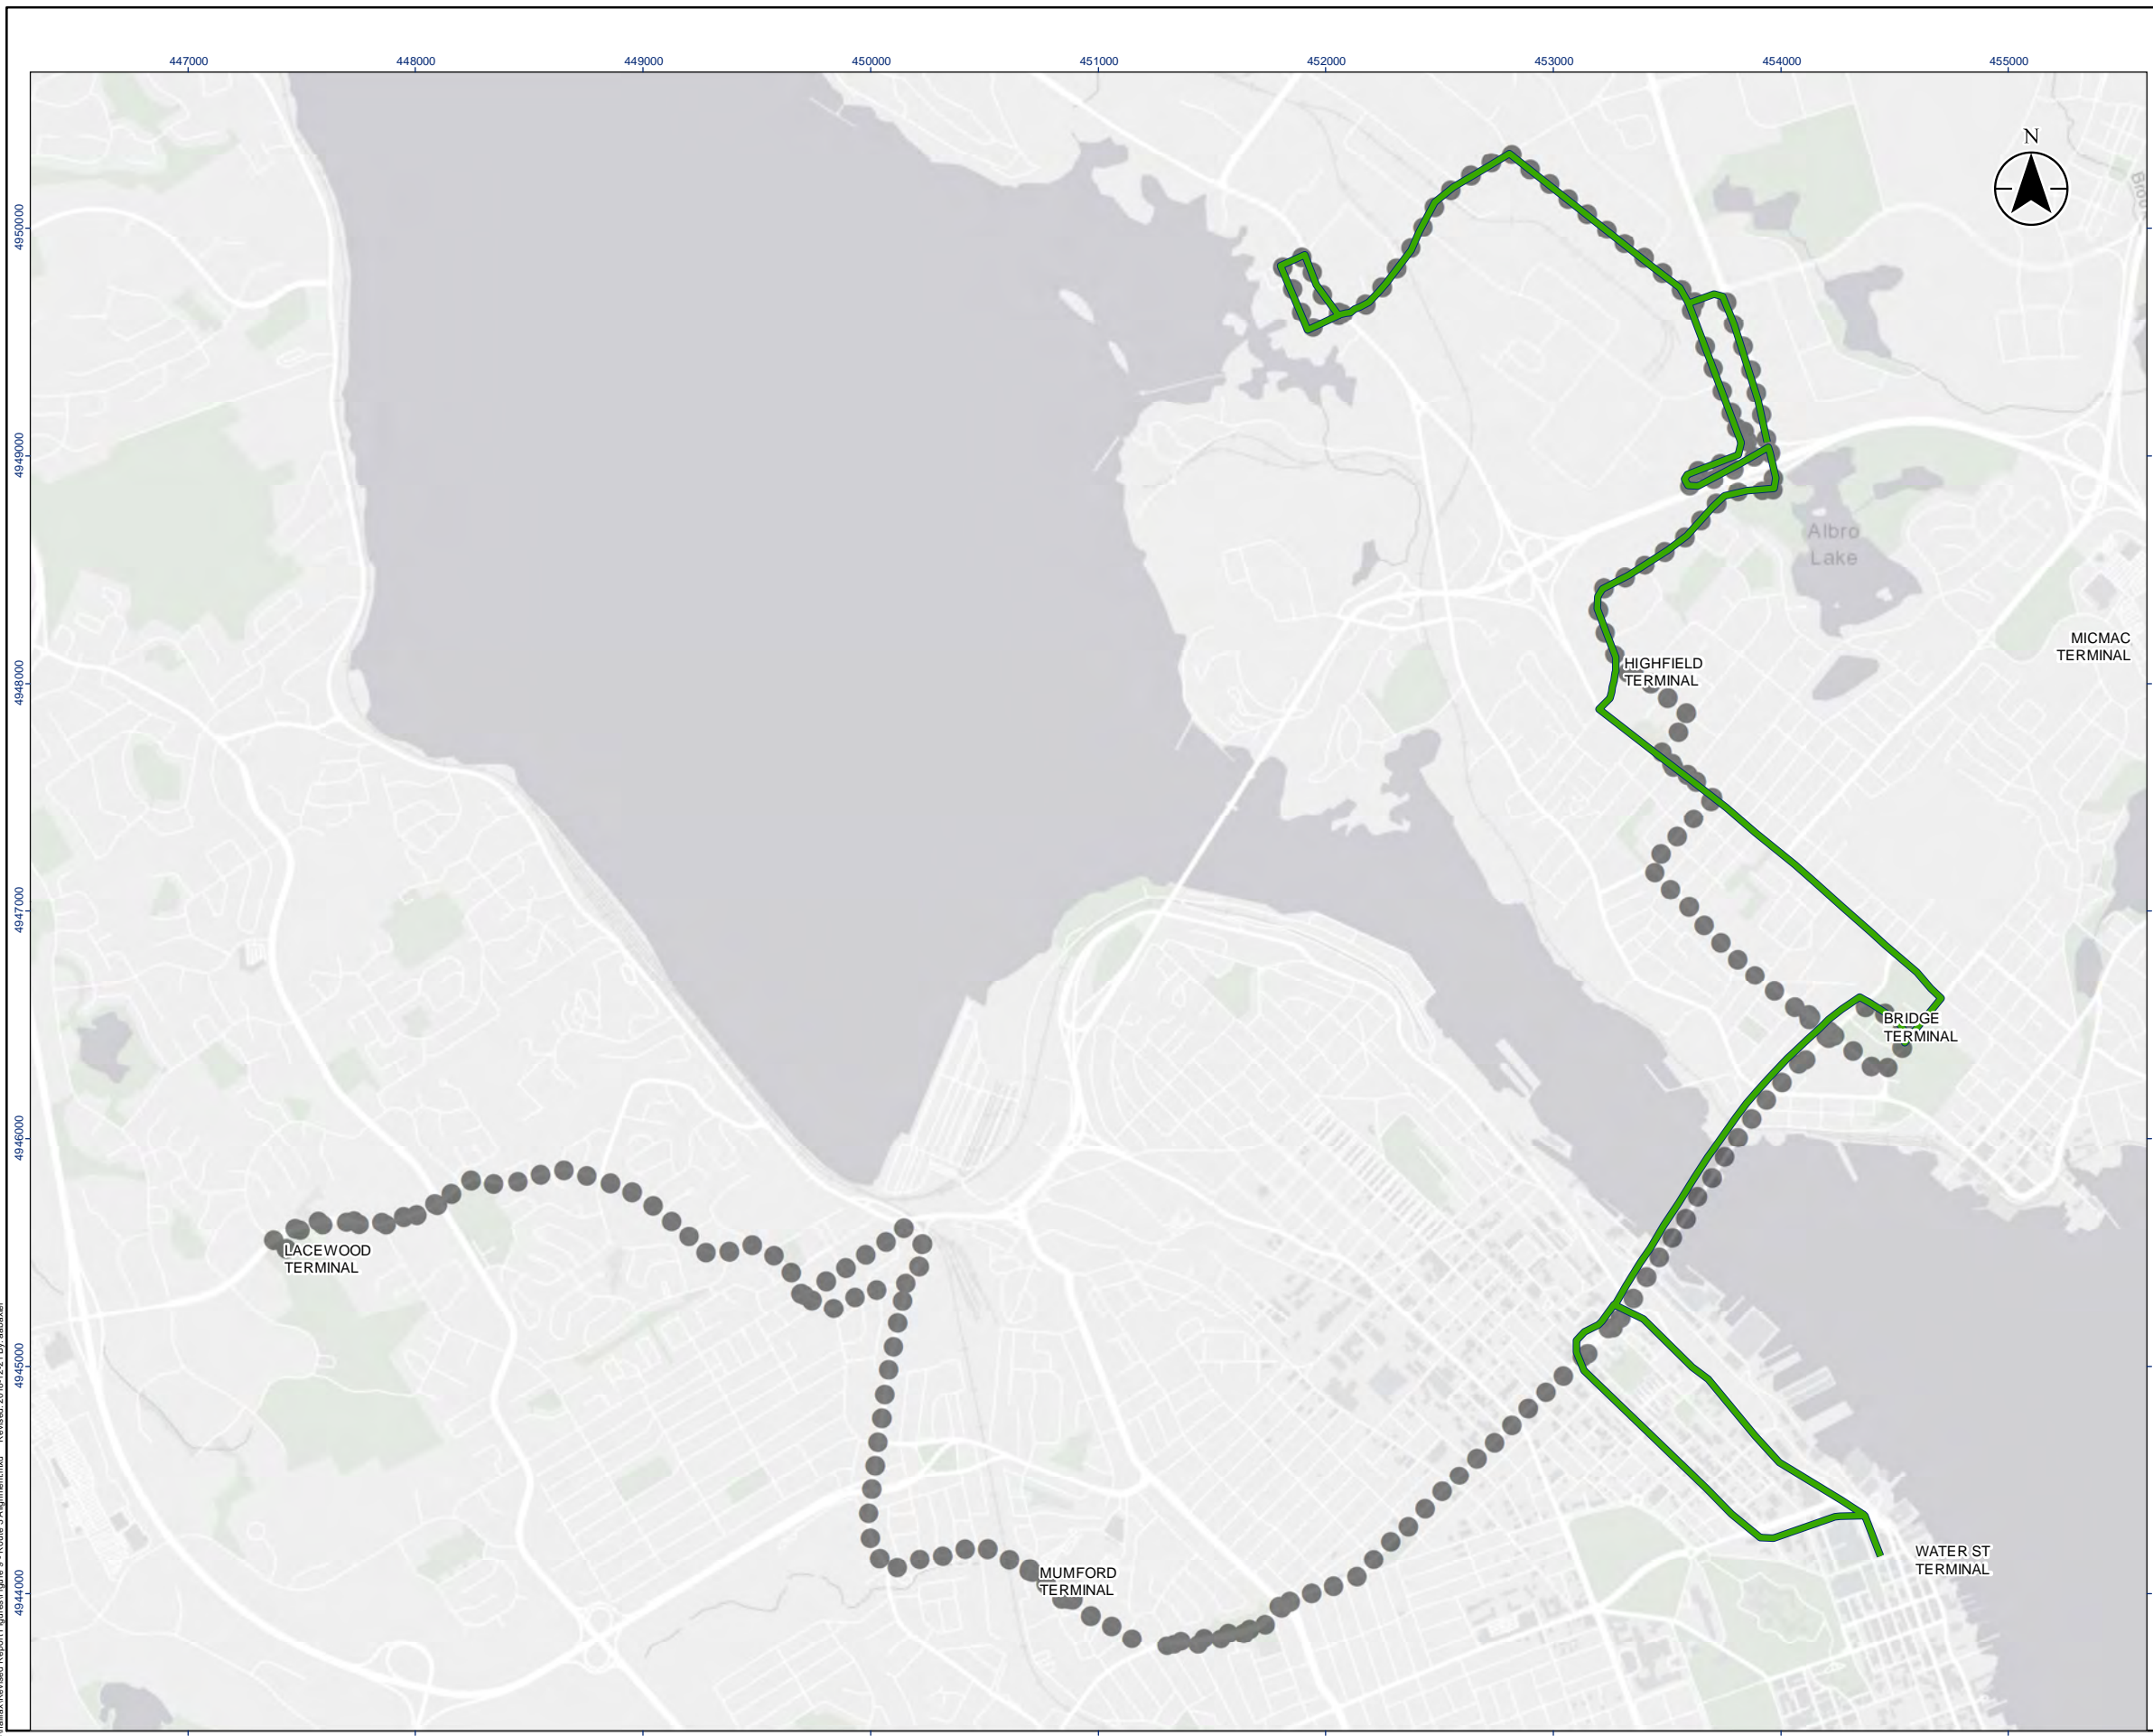 447000 448000 449000 450000 451000 452000 453000 454000 455000
N
4950000
4949000
4948000
4947000
4946000
4945000
4944000
Albro
Lake
MICMAC
TERMINAL
HIGHFIELD
TERMINAL
BRIDGE
TERMINAL
LACEWOOD
TERMINAL
MUMFORD
TERMINAL
WATER ST
TERMINAL